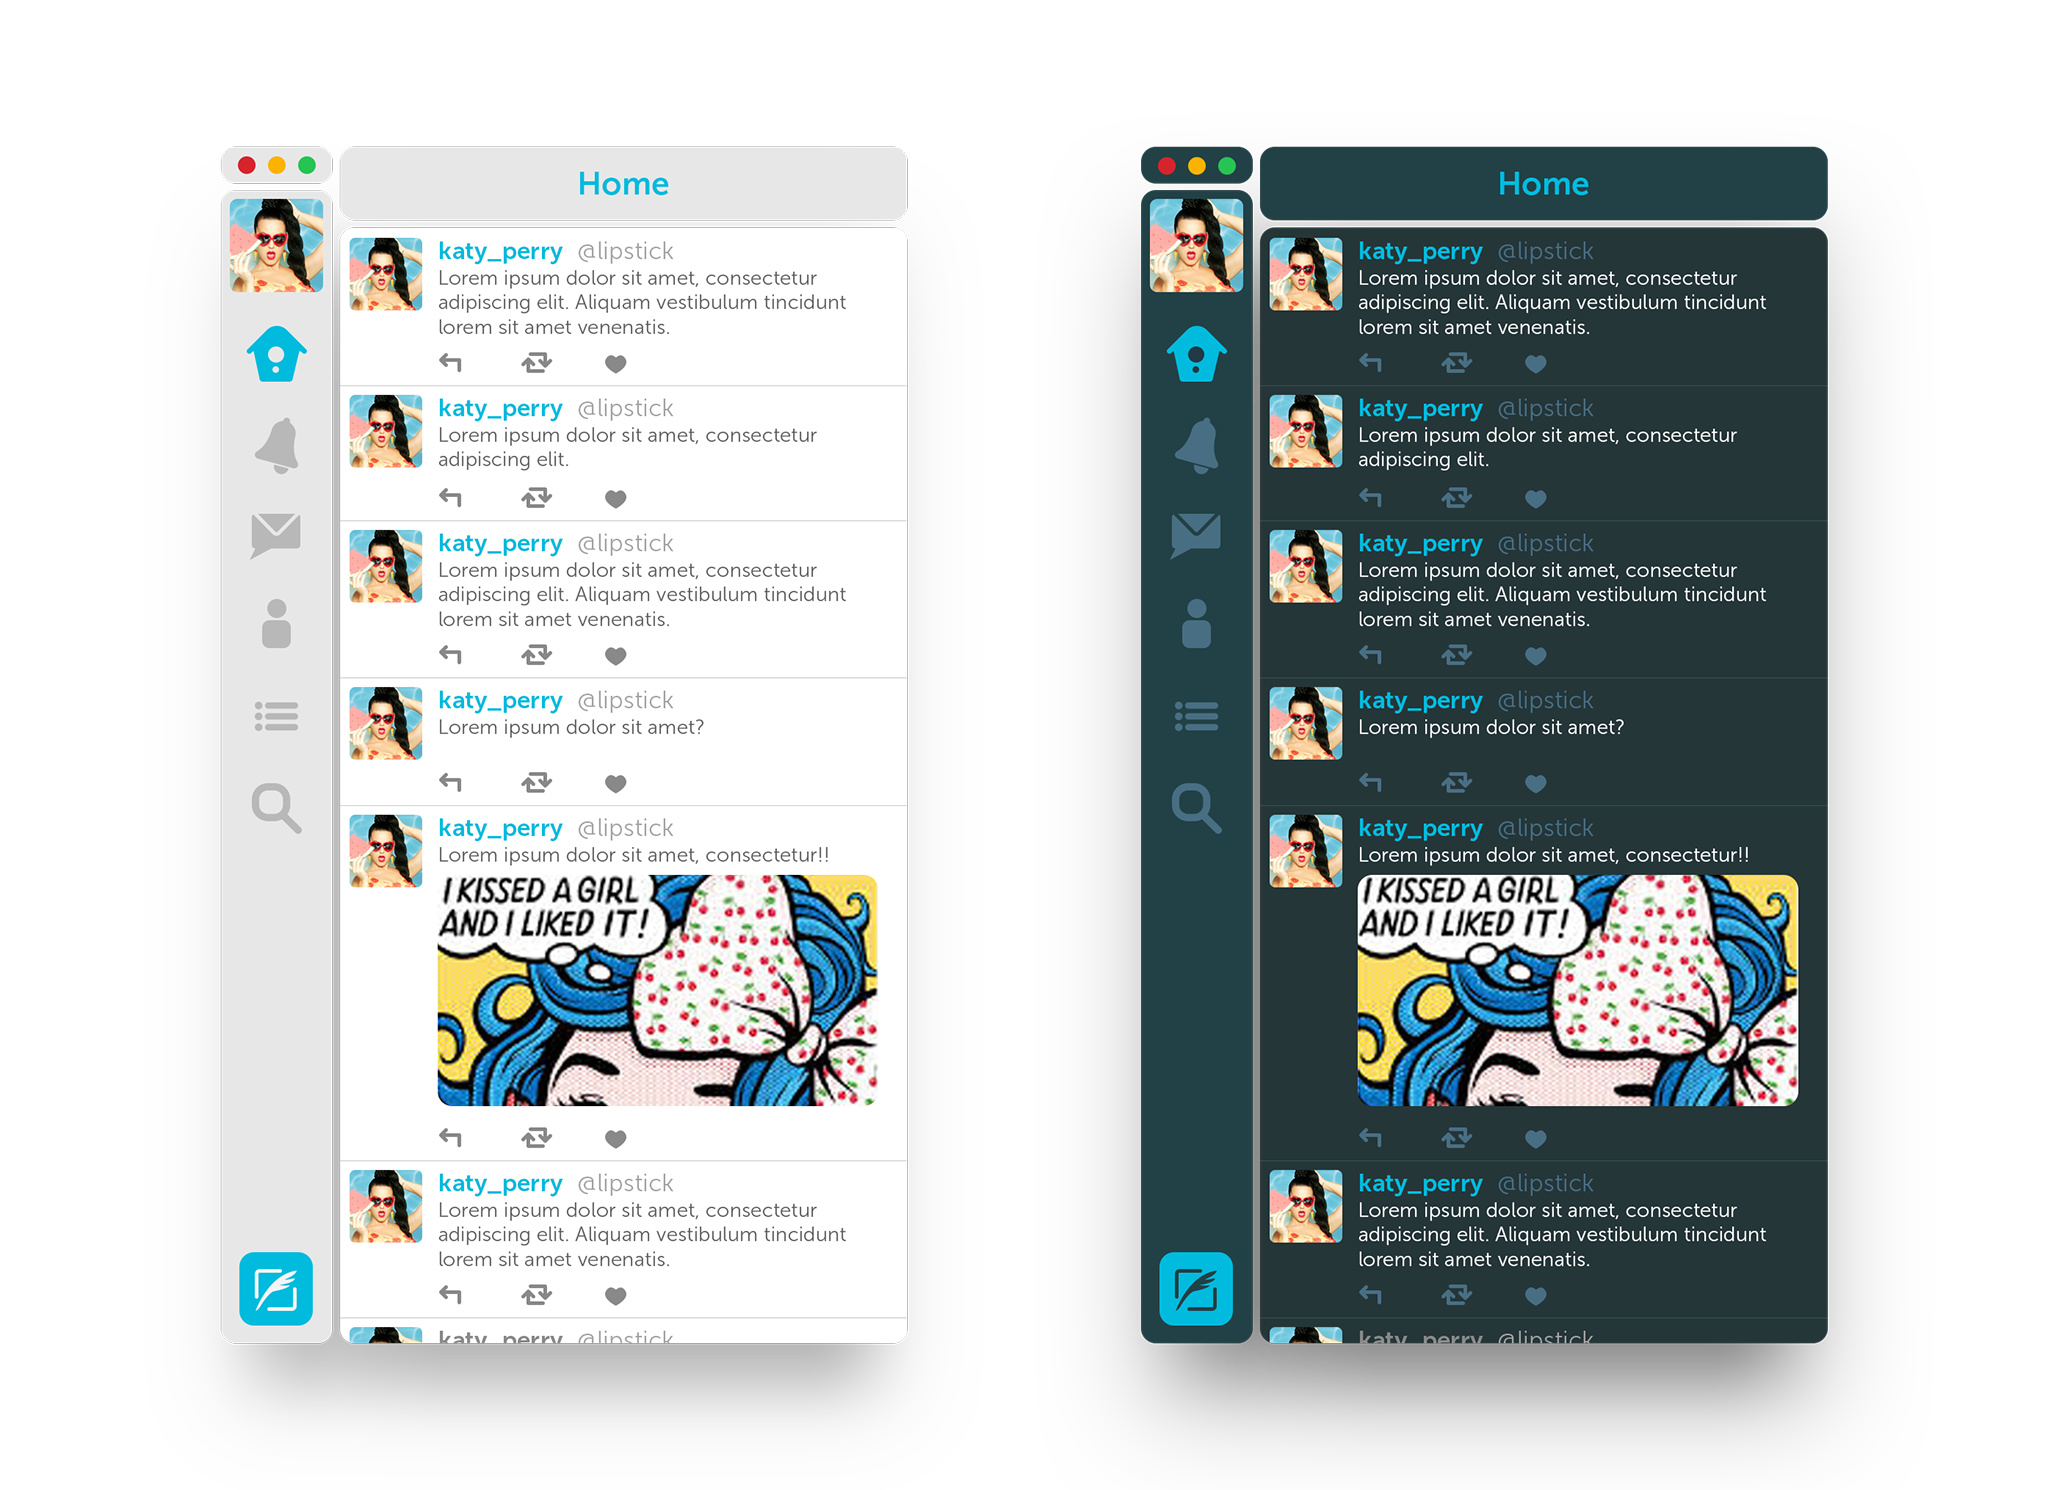 Home
katy_perry @lipstick
Lorem ipsum dolor sit amet, consectetur
adipiscing elit. Aliquam vestibulum tincidunt
lorem sit amet venenatis.
katy_perry @lipstick
Lorem ipsum dolor sit amet, consectetur
adipiscing elit.
katy_perry @lipstick
Lorem ipsum dolor sit amet, consectetur
adipiscing elit. Aliquam vestibulum tincidunt
lorem sit amet venenatis.
katy_perry @lipstick
Lorem ipsum dolor sit amet?
katy_perry @lipstick
Lorem ipsum dolor sit amet, consectetur!!
I KISSED A GIRL
AND I LIKED IT!
katy_perry @lipstick
Lorem ipsum dolor sit amet, consectetur
adipiscing elit. Aliquam vestibulum tincidunt
lorem sit amet venenatis.
katy_perry @lipstick
Home
katy_perry @lipstick
Lorem ipsum dolor sit amet, consectetur
adipiscing elit. Aliquam vestibulum tincidunt
lorem sit amet venenatis.
katy_perry @lipstick
Lorem ipsum dolor sit amet, consectetur
adipiscing elit.
katy_perry @lipstick
Lorem ipsum dolor sit amet, consectetur
adipiscing elit. Aliquam vestibulum tincidunt
lorem sit amet venenatis.
katy_perry @lipstick
Lorem ipsum dolor sit amet?
katy_perry @lipstick
Lorem ipsum dolor sit amet, consectetur!!
I KISSED A GIRL
AND I LIKED IT!
katy_perry @lipstick
Lorem ipsum dolor sit amet, consectetur
adipiscing elit. Aliquam vestibulum tincidunt
lorem sit amet venenatis.
katy_perry @lipstick